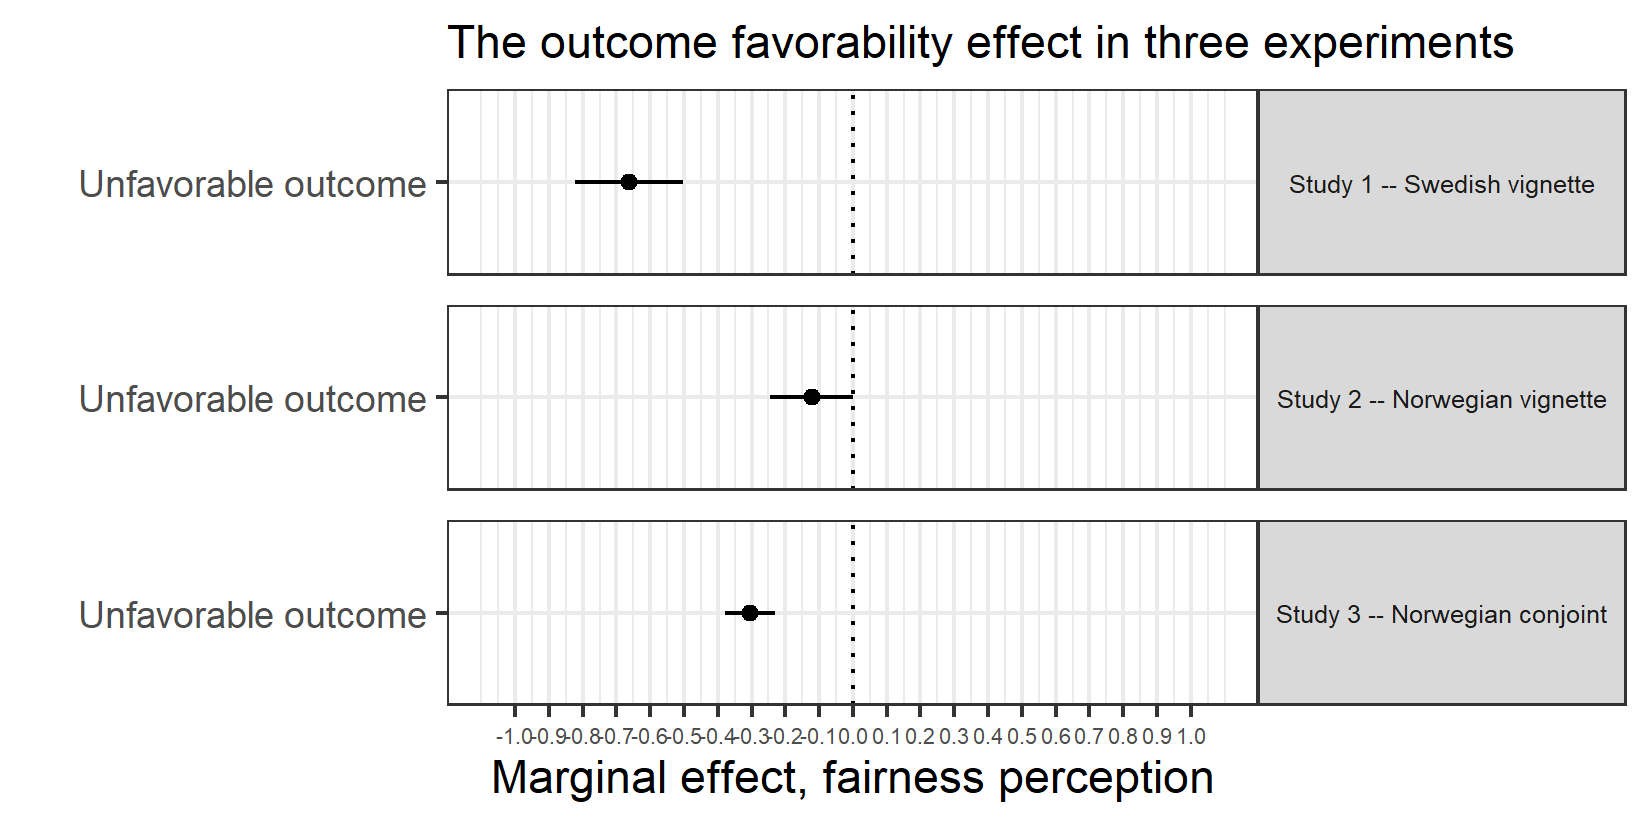 The outcome favorability effect in three experiments
Unfavorable outcome
Study 1 -- Swedish vignette
Unfavorable outcome
Study 2 -- Norwegian vignette
Unfavorable outcome
Study 3 -- Norwegian conjoint
-1.0 -0.9 -0.8 -0.7 -0.6 -0.5 -0.4 -0.3 -0.2 -0.1 0.0 0.1 0.2 0.3 0.4 0.5 0.6 0.7 0.8 0.9 1.0
Marginal effect, fairness perception